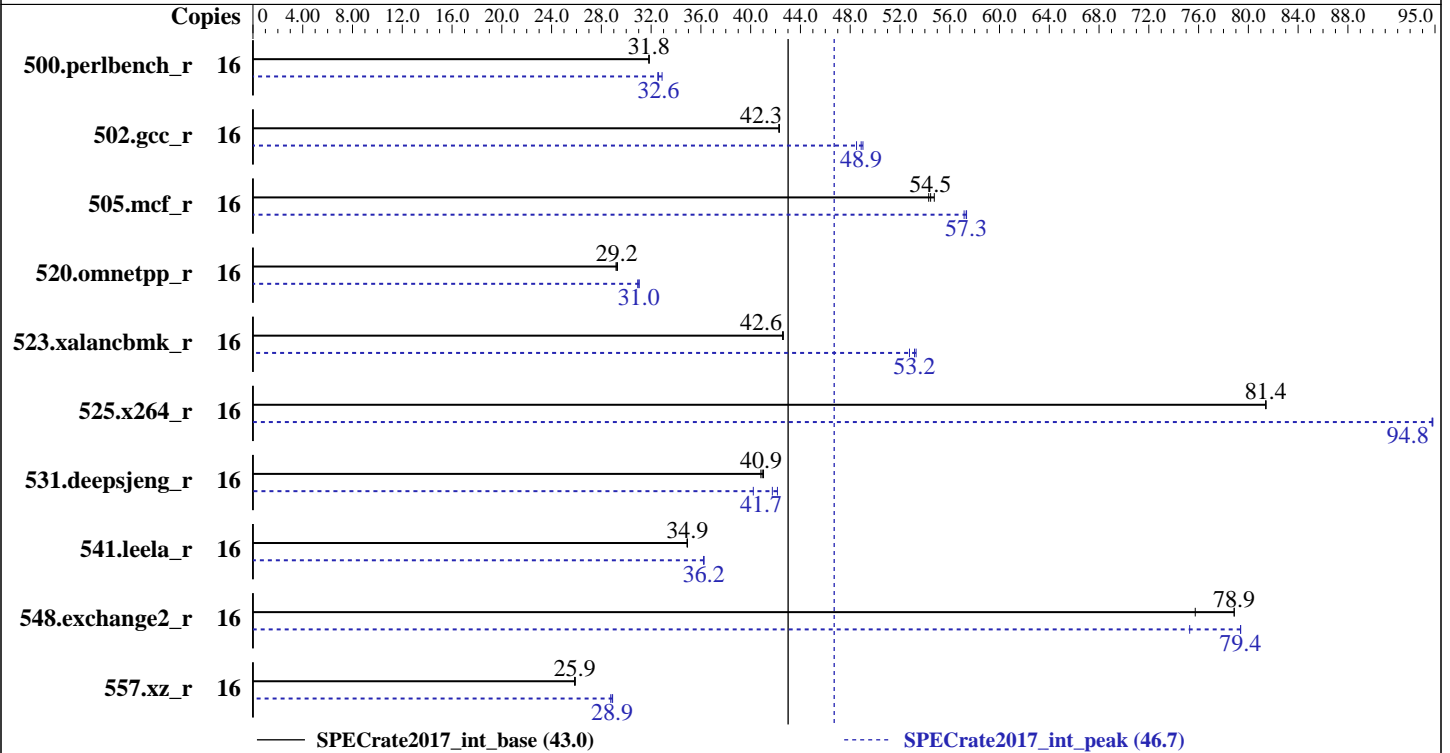 Copies 0 4.00 8.00 12.0 16.0 20.0 24.0 28.0 32.0 36.0 40.0 44.0 48.0 52.0 56.0 60.0 64.0 68.0 72.0 76.0 80.0 84.0 88.0 95.0
31.8
500.perlbench_r 16
32.6
42.3
502.gcc_r 16
48.9
54.5
505.mcf_r 16
57.3
29.2
520.omnetpp_r 16
31.0
42.6
523.xalancbmk_r 16
53.2
81.4
525.x264_r 16
94.8
40.9
531.deepsjeng_r 16
41.7
34.9
541.leela_r 16
36.2
78.9
548.exchange2_r 16
79.4
25.9
557.xz_r 16
28.9
SPECrate2017_int_base (43.0) SPECrate2017_int_peak (46.7)